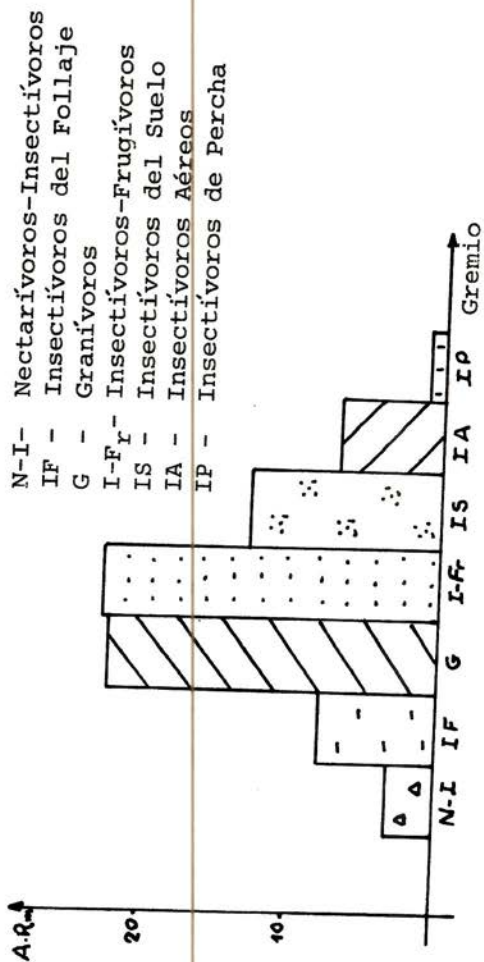 N-I- Nectarívoros-Insectívoros
IF - Insectívoros del Follaje
G - Granívoros
I-Fr- Insectívoros-Frugívoros
IS - Insectívoros del Suelo
IA - Insectívoros Aéreos
IP - Insectívoros de Percha
A.Rm
20
10
N-I IF G I-Fr IS IA IP
Gremio